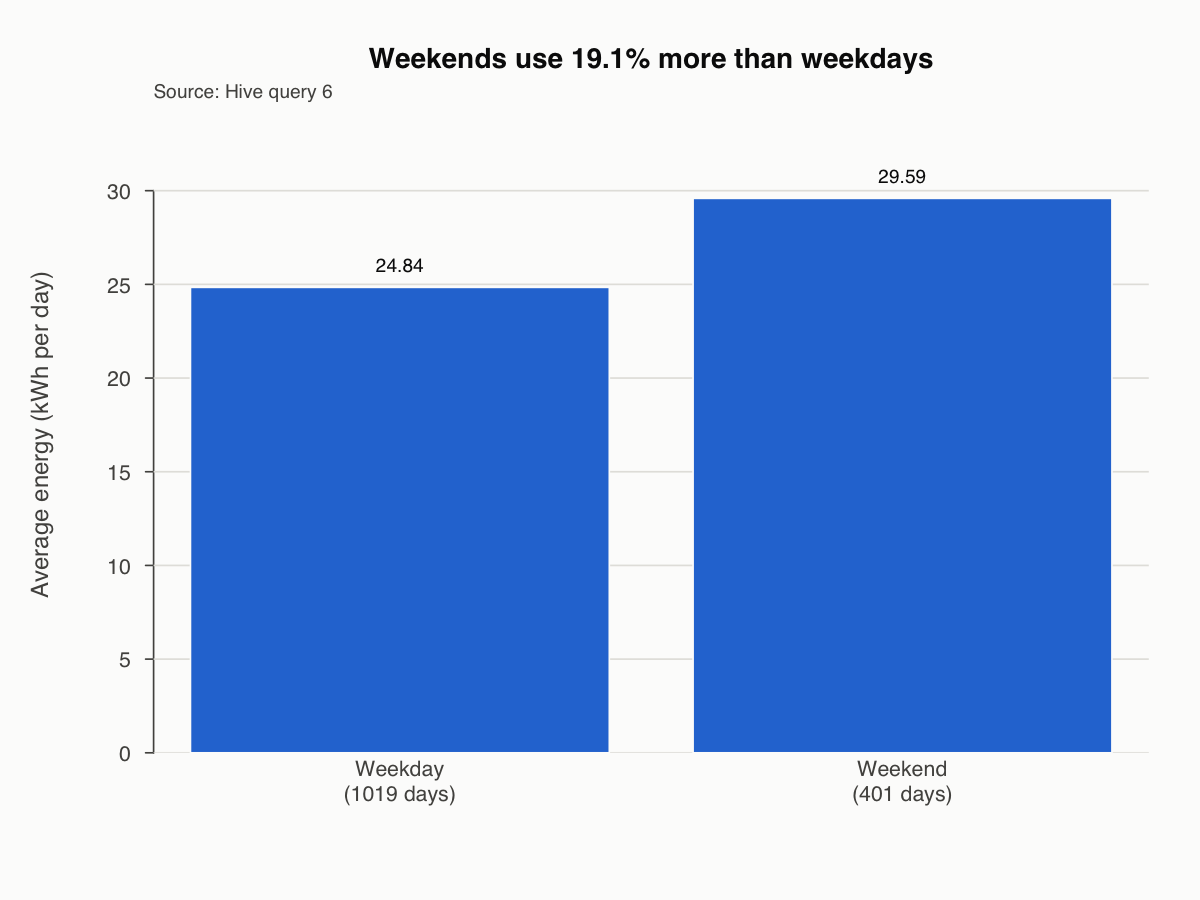 Weekends use 19.1% more than weekdays
Source: Hive query 6
Average energy (kWh per day)
30
25
20
15
10
5
0
24.84
29.59
Weekday
(1019 days)
Weekend
(401 days)